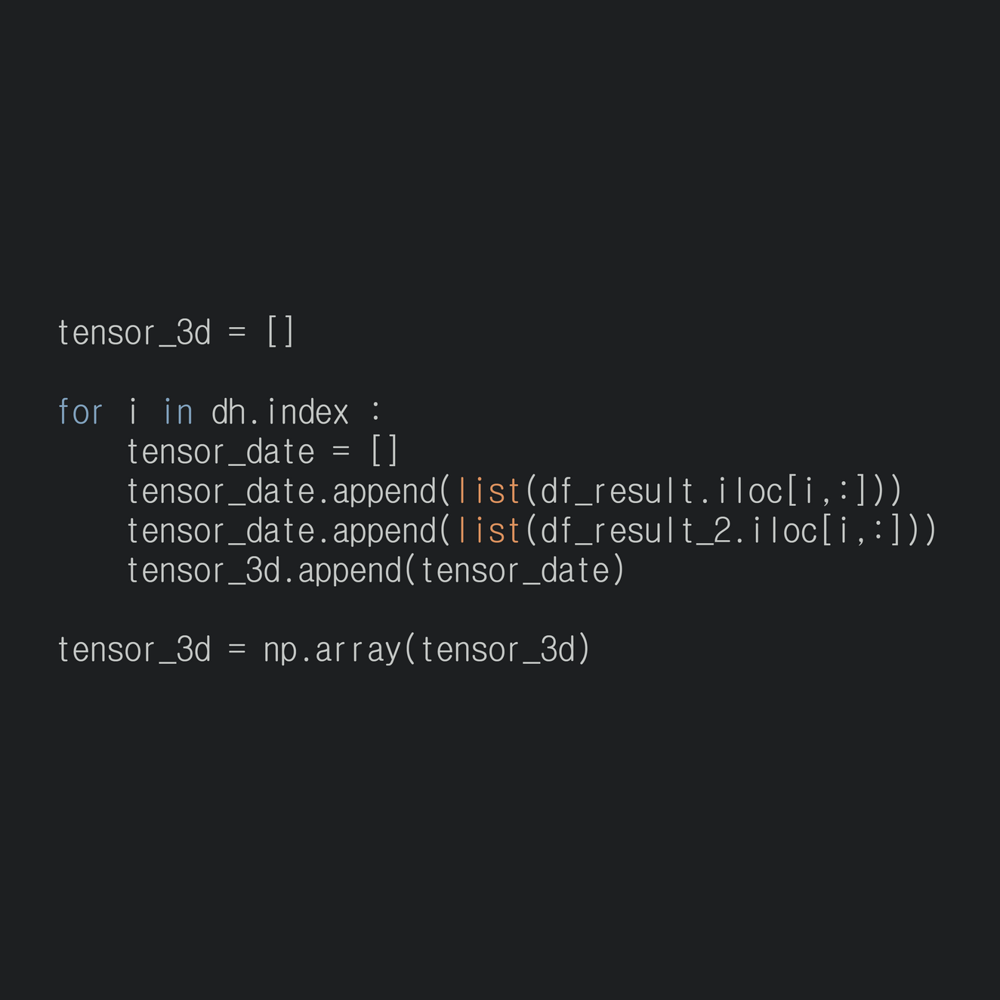 tensor_3d = []
for i in dh.index :
    tensor_date = []
    tensor_date.append(list(df_result.iloc[i,:]))
    tensor_date.append(list(df_result_2.iloc[i,:]))
    tensor_3d.append(tensor_date)
tensor_3d = np.array(tensor_3d)